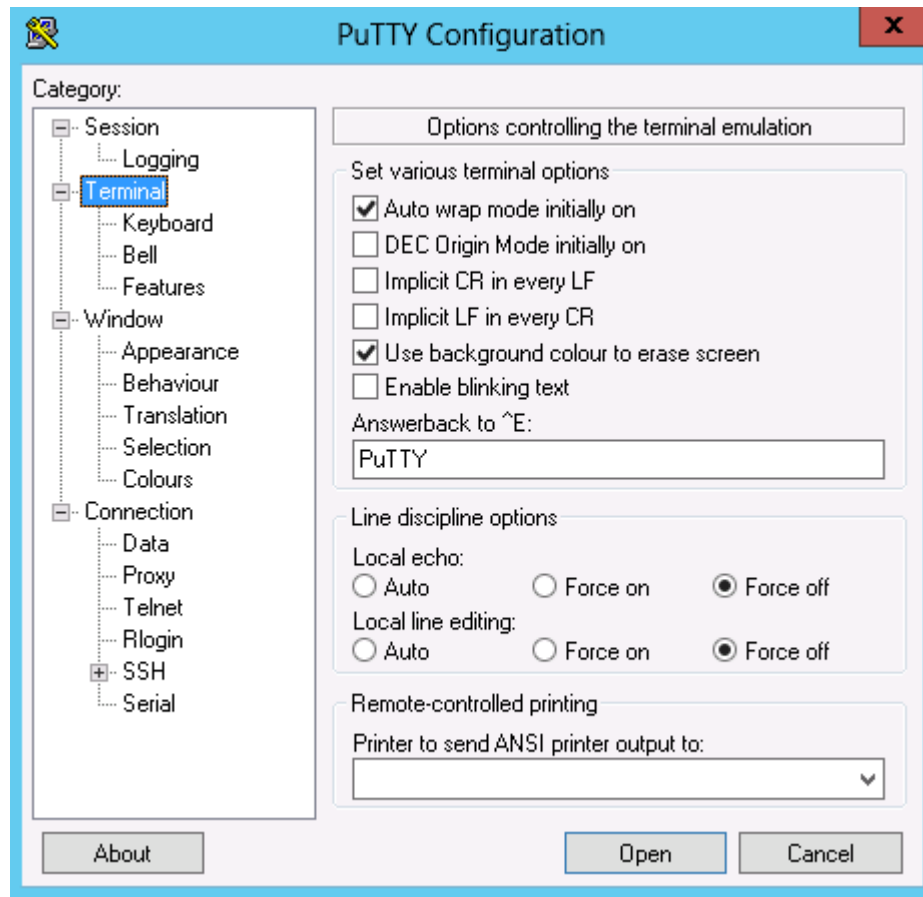 PuTTY Configuration
X
Category:
Session
Logging
Terminal
Keyboard
Bell
Features
Window
Appearance
Behaviour
Translation
Selection
Colours
Connection
Data
Proxy
Telnet
Rlogin
SSH
Serial
Options controlling the terminal emulation
Set various terminal options
Auto wrap mode initially on
DEC Origin Mode initially on
Implicit CR in every LF
Implicit LF in every CR
Use background colour to erase screen
Enable blinking text
Answerback to ^E:
PuTTY
Line discipline options
Local echo:
Auto Force on Force off
Local line editing:
Auto Force on Force off
Remote-controlled printing
Printer to send ANSI printer output to:
About Open Cancel